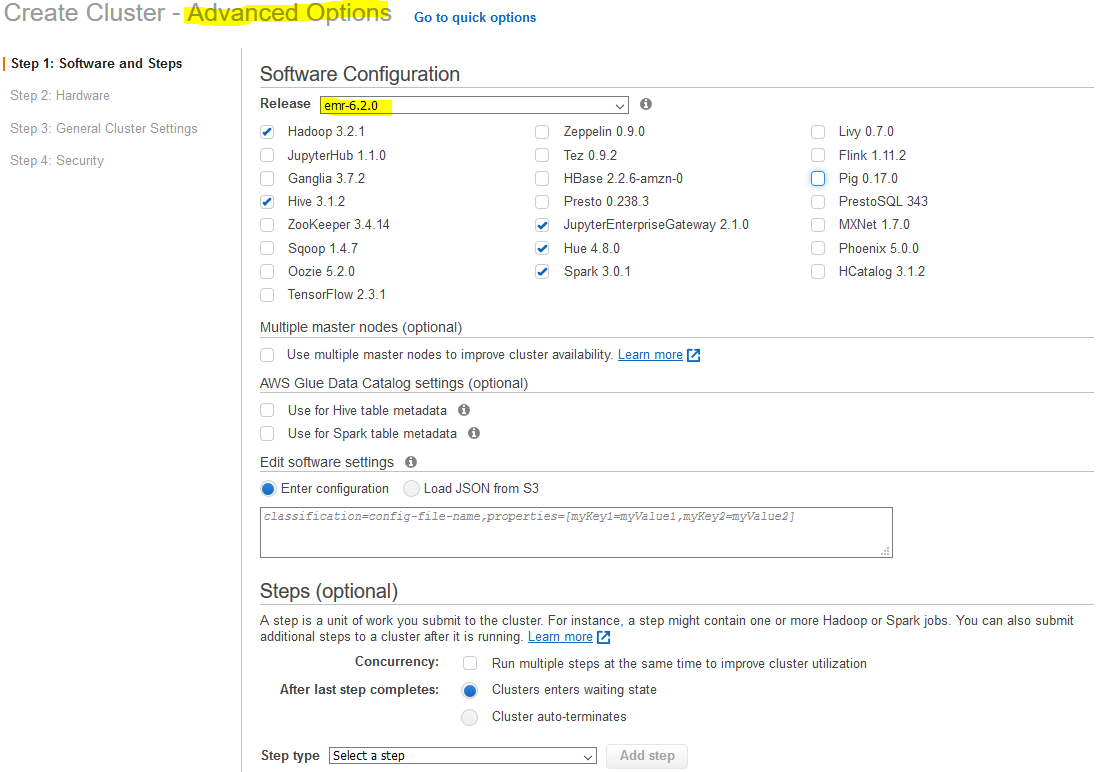 Create Cluster - Advanced Options Go to quick options
Step 1: Software and Steps
Step 2: Hardware
Step 3: General Cluster Settings
Step 4: Security
Software Configuration
Release emr-6.2.0
Hadoop 3.2.1 Zeppelin 0.9.0 Livy 0.7.0
JupyterHub 1.1.0 Tez 0.9.2 Flink 1.11.2
Ganglia 3.7.2 HBase 2.2.6-amzn-0 Pig 0.17.0
Hive 3.1.2 Presto 0.238.3 PrestoSQL 343
ZooKeeper 3.4.14 JupyterEnterpriseGateway 2.1.0 MXNet 1.7.0
Sqoop 1.4.7 Hue 4.8.0 Phoenix 5.0.0
Oozie 5.2.0 Spark 3.0.1 HCatalog 3.1.2
TensorFlow 2.3.1
Multiple master nodes (optional)
Use multiple master nodes to improve cluster availability. Learn more
AWS Glue Data Catalog settings (optional)
Use for Hive table metadata
Use for Spark table metadata
Edit software settings
Enter configuration Load JSON from S3
classification=config-file-name,properties=[myKey1=myValue1,myKey2=myValue2]
Steps (optional)
A step is a unit of work you submit to the cluster. For instance, a step might contain one or more Hadoop or Spark jobs. You can also submit
additional steps to a cluster after it is running. Learn more
Concurrency: Run multiple steps at the same time to improve cluster utilization
After last step completes: Clusters enters waiting state
Cluster auto-terminates
Step type Select a step Add step